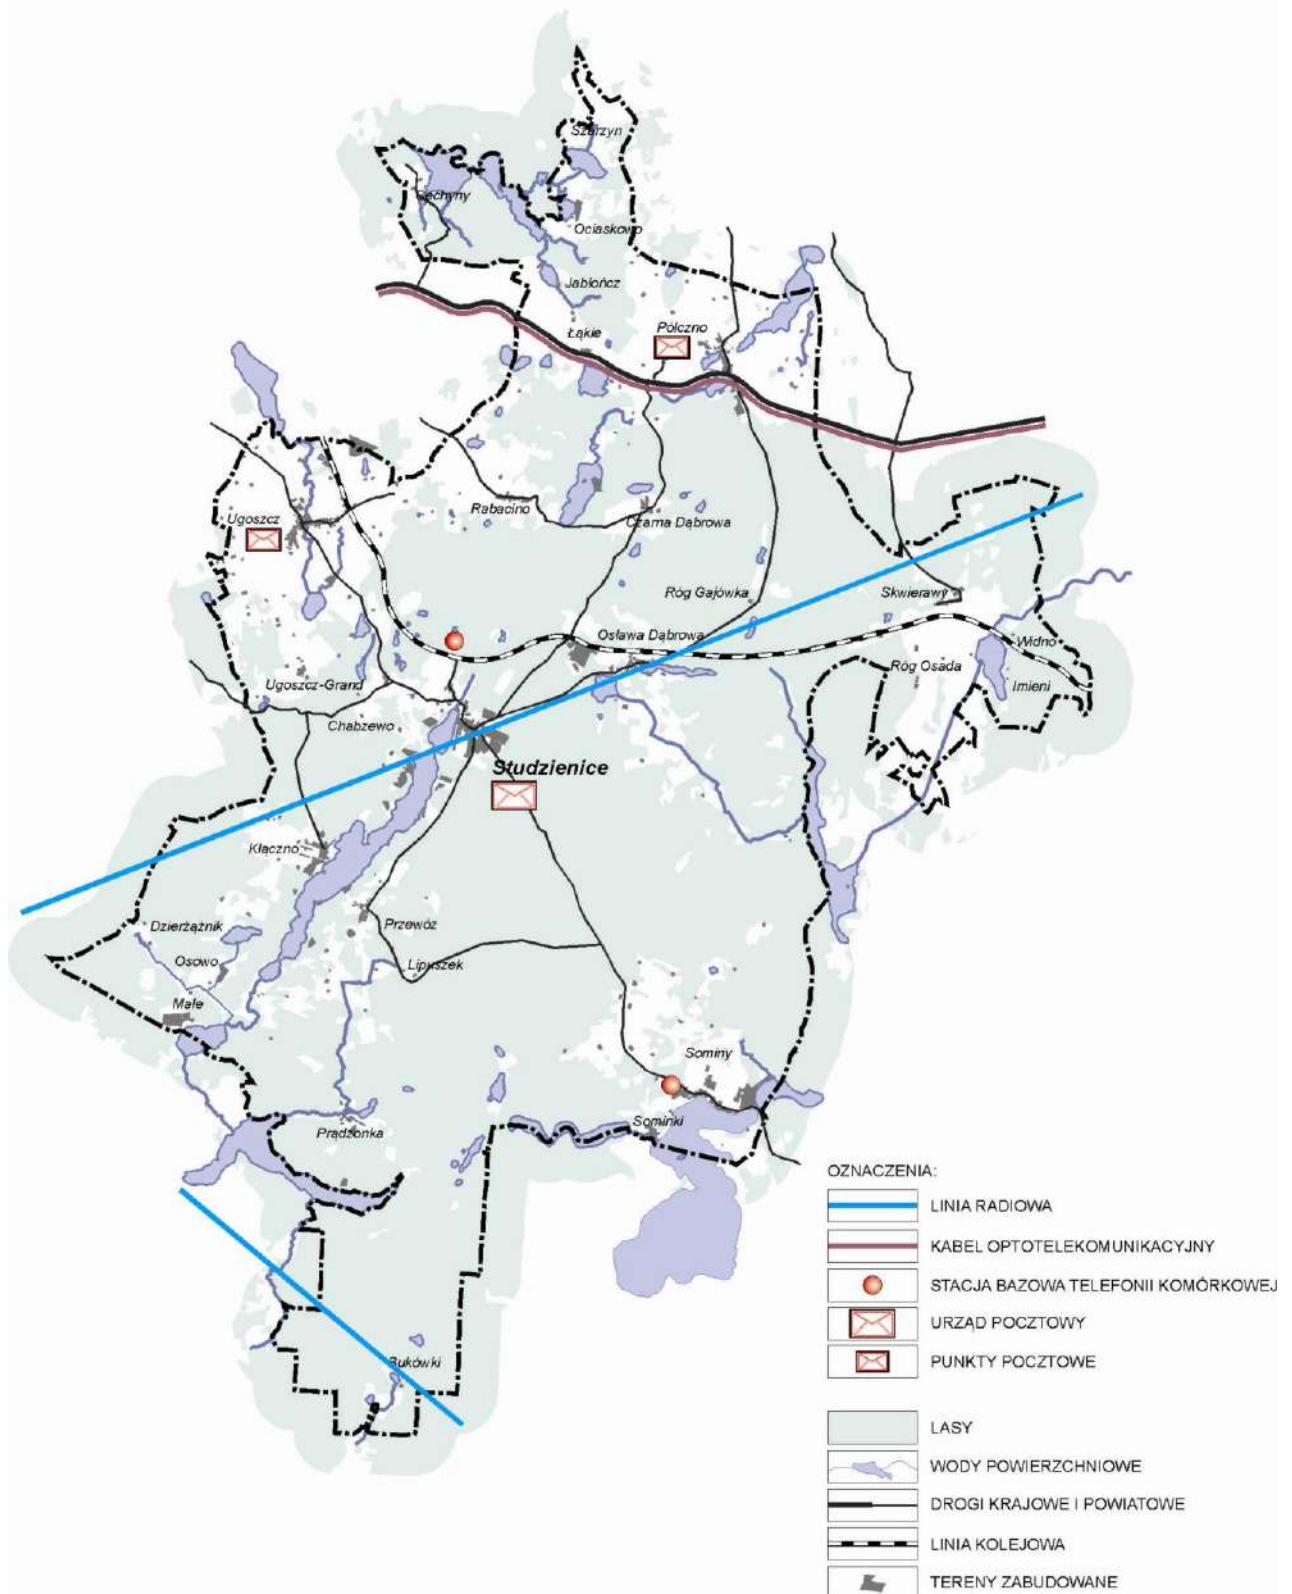 Szurzyn
Sechyny
Ociaskowo
Jabłończ
Łąkie
Półczno
Rabacino
Czarna Dąbrowa
Ugoszcz
Róg Gajówka
Skwierawy
Osława Dąbrowa
Widno
Róg Osada
Ugoszcz-Grand
Imieni
Chabzewo
Studzienice
Kłączno
Dzierżążnik
Przewóz
Osowo
Lipuszek
Małe
Sominy
Sominki
Prądzonka
Bukówki
OZNACZENIA:
LINIA RADIOWA
KABEL OPTOTELEKOMUNIKACYJNY
STACJA BAZOWA TELEFONII KOMÓRKOWEJ
URZĄD POCZTOWY
PUNKTY POCZTOWE
LASY
WODY POWIERZCHNIOWE
DROGI KRAJOWE I POWIATOWE
LINIA KOLEJOWA
TERENY ZABUDOWANE